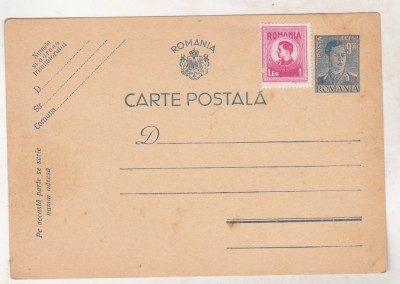 Numele
și adresa
trimițătorului
D
Str
Comuna
ROMANIA
ROMANIA
LEU 1
9
ROMANIA
CARTE POSTALA
D
Pe această parte se scrie
numai adresa